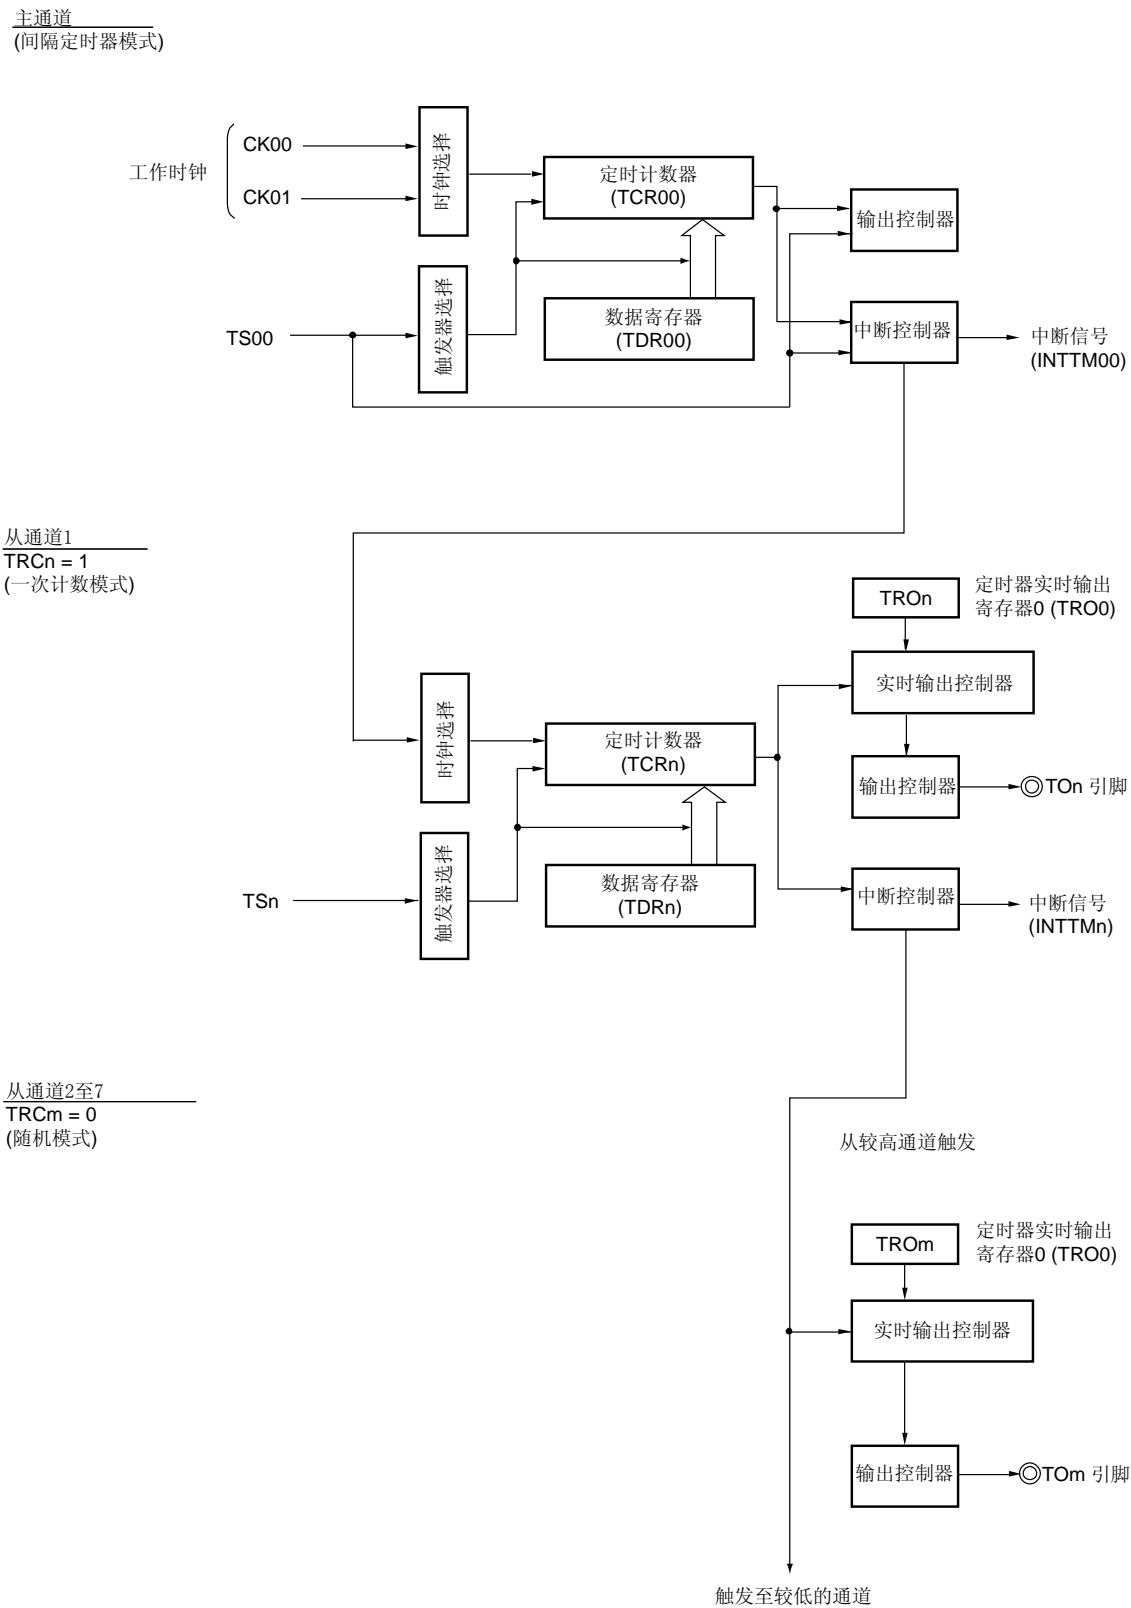 主通道
(间隔定时器模式)
工作时钟
CK00
CK01
时钟选择
定时计数器
(TCR00)
输出控制器
TS00
触发器选择
数据寄存器
(TDR00)
中断控制器
中断信号
(INTTM00)
从通道1
TRCn = 1
(一次计数模式)
TROn
定时器实时输出
寄存器0 (TRO0)
实时输出控制器
时钟选择
定时计数器
(TCRn)
输出控制器
TOn 引脚
TSn
触发器选择
数据寄存器
(TDRn)
中断控制器
中断信号
(INTTMn)
从通道2至7
TRCm = 0
(随机模式)
从较高通道触发
TROm
定时器实时输出
寄存器0 (TRO0)
实时输出控制器
输出控制器
TOm 引脚
触发至较低的通道